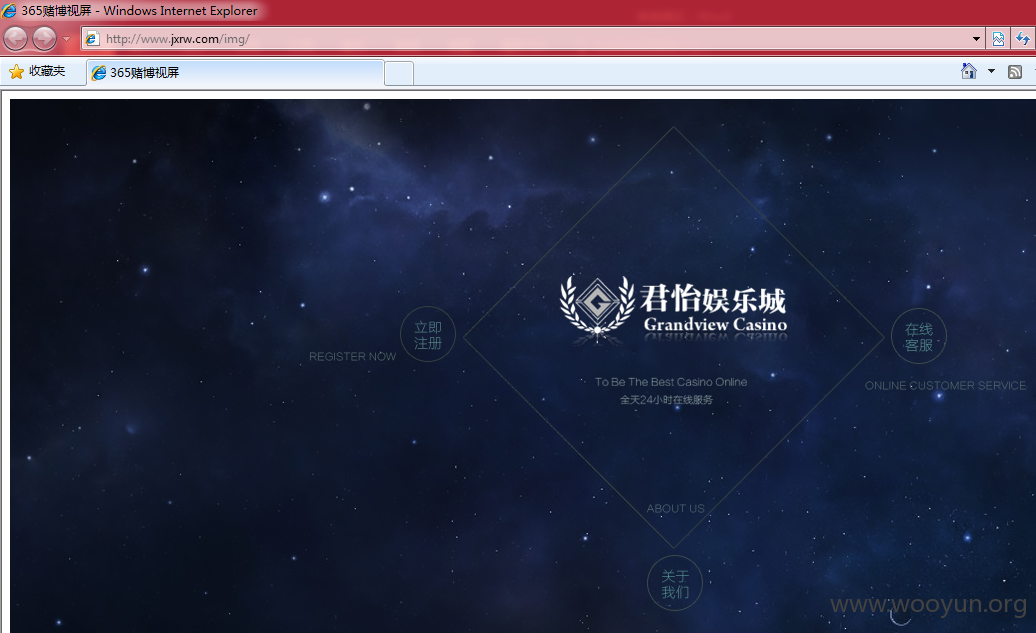 365赌博视屏 - Windows Internet Explorer
http://www.jxrw.com/img/
收藏夹
365赌博视屏
君怡娱乐城
Grandview Casino
立即
注册
REGISTER NOW
在线
客服
ONLINE CUSTOMER SERVICE
To Be The Best Casino Online
全天24小时在线服务
ABOUT US
关于
我们
www.wooyun.org